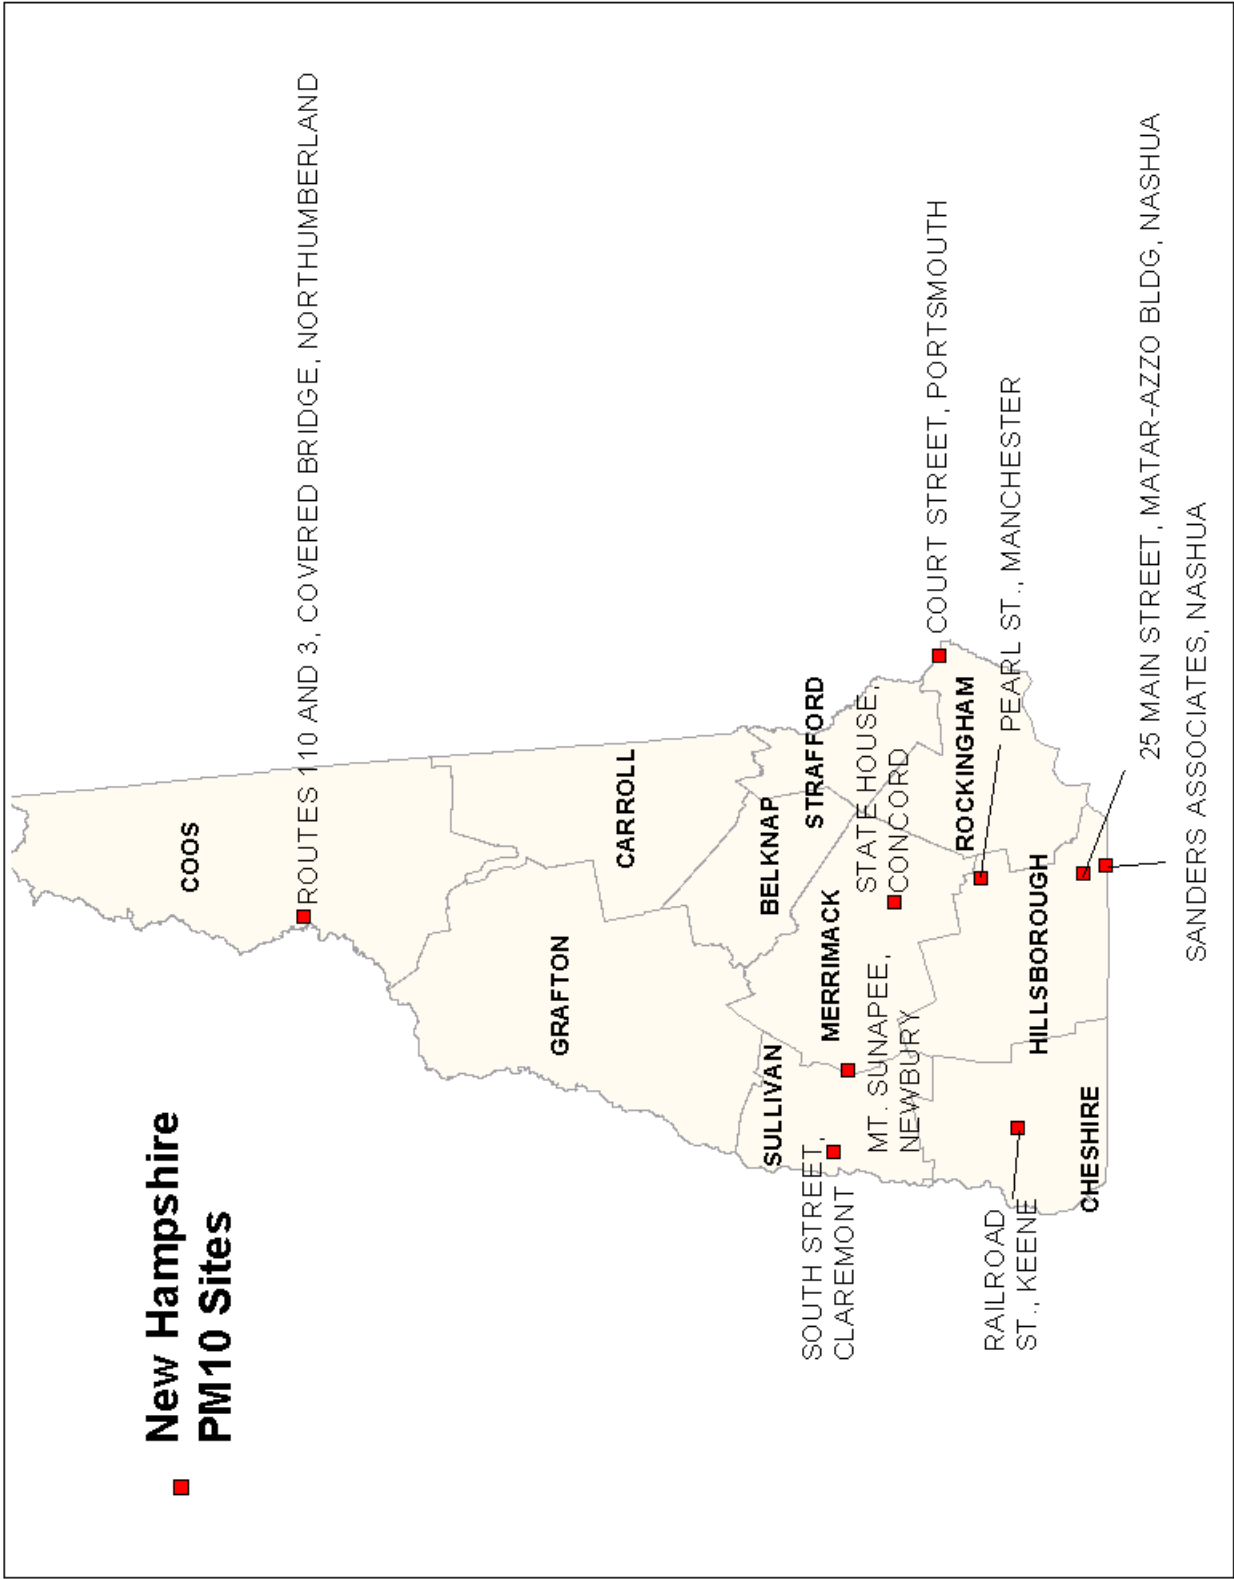 New Hampshire
PM10 Sites
COOS
ROUTES 110 AND 3, COVERED BRIDGE, NORTHUMBERLAND
GRAFTON
CARROLL
SULLIVAN
BELKNAP
STRAFFORD
SOUTH STREET,
CLAREMONT
MERRIMACK
STATE HOUSE,
CONCORD
MT. SUNAPEE,
NEWBURY
COURT STREET, PORTSMOUTH
ROCKINGHAM
PEARL ST., MANCHESTER
RAILROAD
ST., KEENE
HILLSBOROUGH
CHESHIRE
25 MAIN STREET, MATAR-AZZO BLDG, NASHUA
SANDERS ASSOCIATES, NASHUA